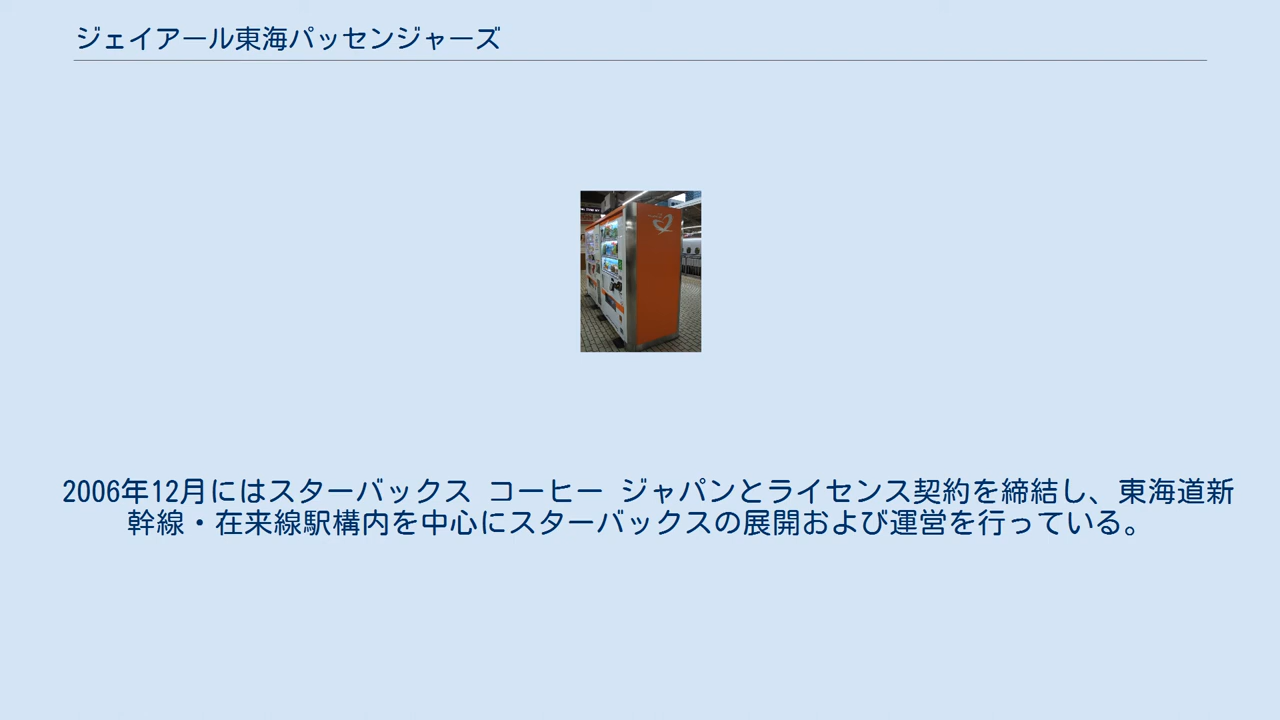 ジェイアール東海パッセンジャーズ
2006年12月にはスターバックス コーヒー ジャパンとライセンス契約を締結し、東海道新
幹線・在来線駅構内を中心にスターバックスの展開および運営を行っている。